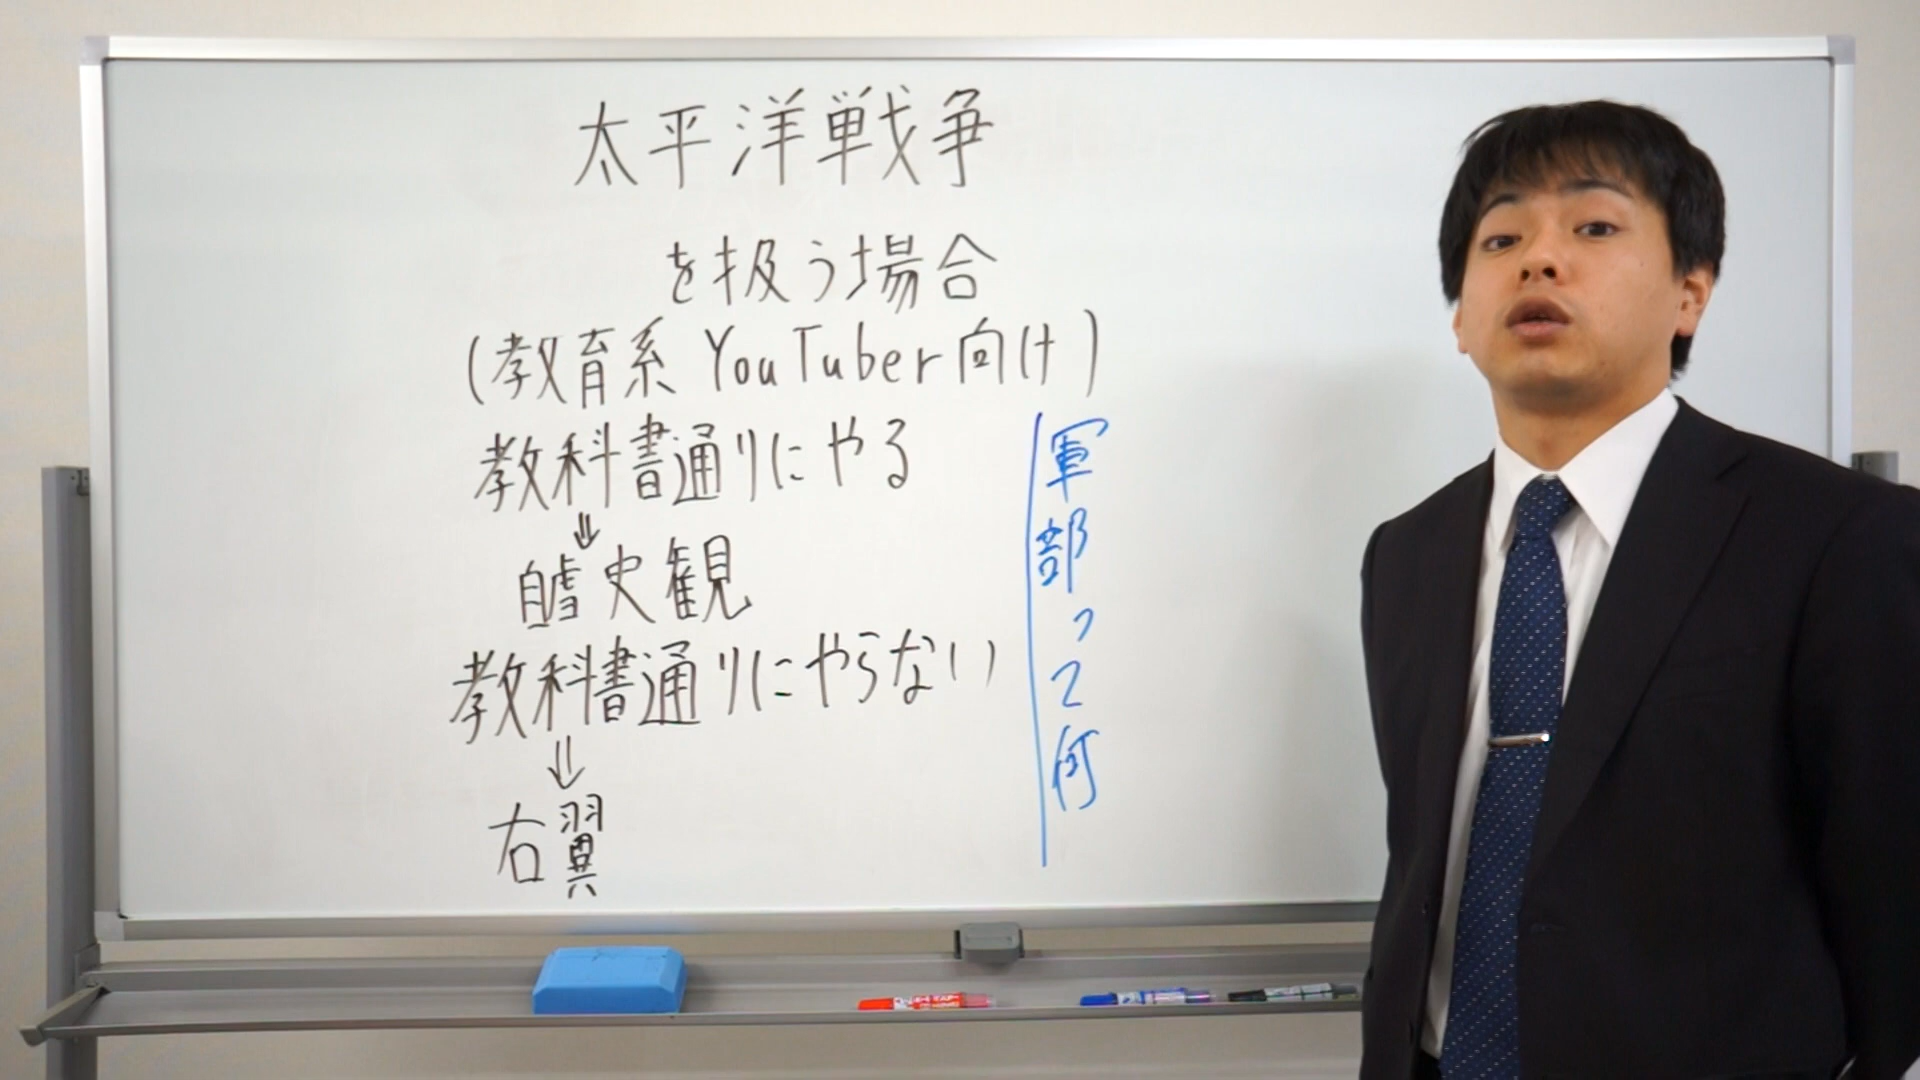 太平洋戦争
を扱う場合
(教育系 YouTuber向け)
教科書通りにやる
⇓
自虐史観
教科書通りにやらない
⇓
右翼
軍部って何